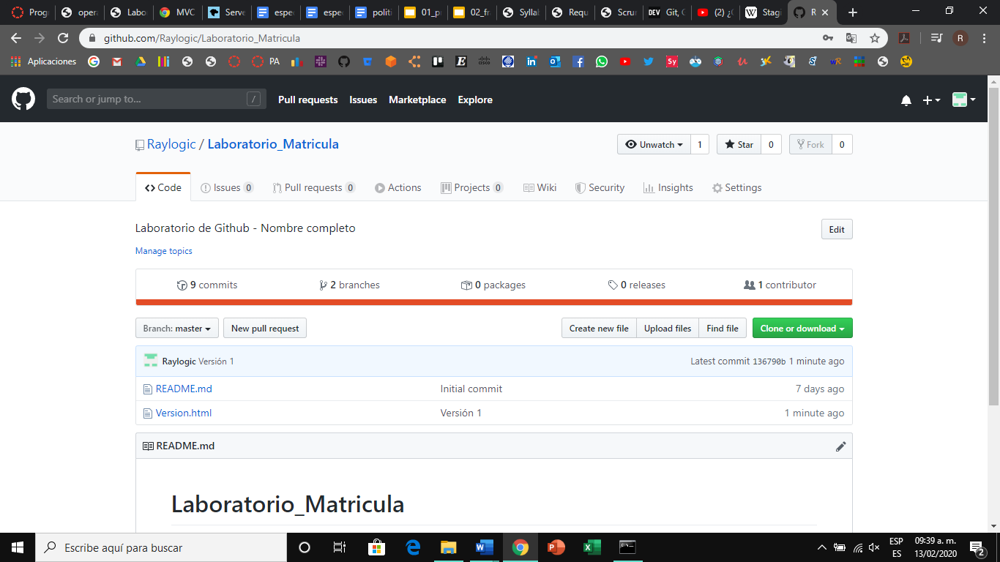 Prog
opera
Labo
MVC
Serve
espec
espec
politi
01_pr
02_fr
Syllab
Requ
Scrur
DEV Git, G
(2) ¿C
W Stagi
R
github.com/Raylogic/Laboratorio_Matricula
R
Aplicaciones
PA
Search or jump to... /
Pull requests Issues Marketplace Explore
Raylogic / Laboratorio_Matricula
Unwatch 1 Star 0 Fork 0
Code Issues 0 Pull requests 0 Actions Projects 0 Wiki Security Insights Settings
Laboratorio de Github - Nombre completo
Edit
Manage topics
9 commits 2 branches 0 packages 0 releases 1 contributor
Branch: master New pull request Create new file Upload files Find file Clone or download
Raylogic Versión 1 Latest commit 136790b 1 minute ago
README.md Initial commit 7 days ago
Version.html Versión 1 1 minute ago
README.md
Laboratorio_Matricula
Escribe aquí para buscar
ESP
ES
09:39 a. m.
13/02/2020
2